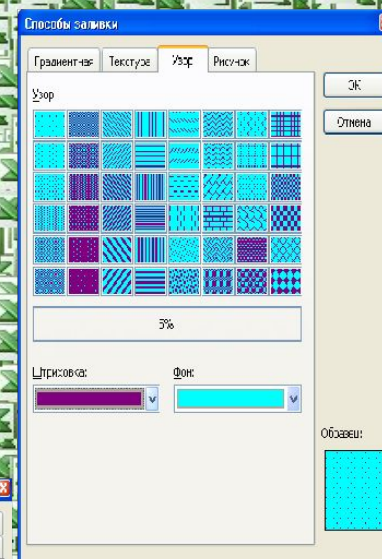 Способы заливки
Градиентная Текстура Узор Рисунок
ОК
Узор
Отмена
5%
Штриховка: Фон:
Образец: